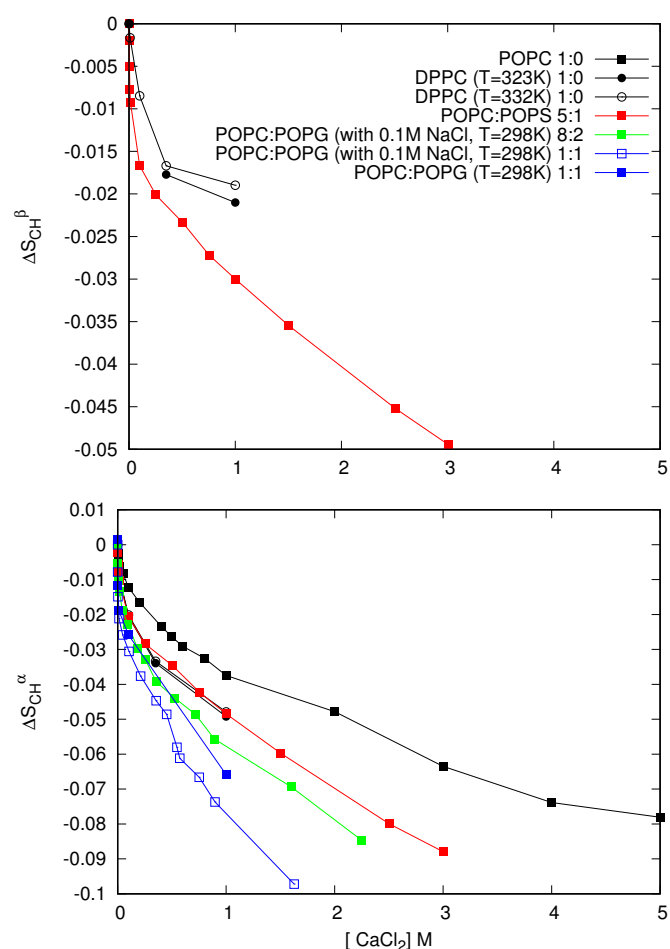 0
-0.005
-0.01
-0.015
-0.02
-0.025
-0.03
-0.035
-0.04
-0.045
-0.05
ΔS_CH^β
POPC 1:0
DPPC (T=323K) 1:0
DPPC (T=332K) 1:0
POPC:POPS 5:1
POPC:POPG (with 0.1M NaCl, T=298K) 8:2
POPC:POPG (with 0.1M NaCl, T=298K) 1:1
POPC:POPG (T=298K) 1:1
0 1 2 3 4 5
0.01
0
-0.01
-0.02
-0.03
-0.04
-0.05
-0.06
-0.07
-0.08
-0.09
-0.1
ΔS_CH^α
0 1 2 3 4 5
[ CaCl₂] M